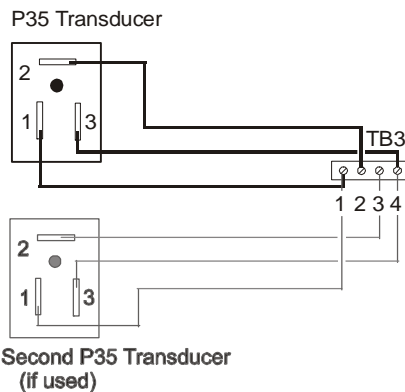 P35 Transducer
2
1
3
TB3
1 2 3 4
2
1
3
Second P35 Transducer
(if used)